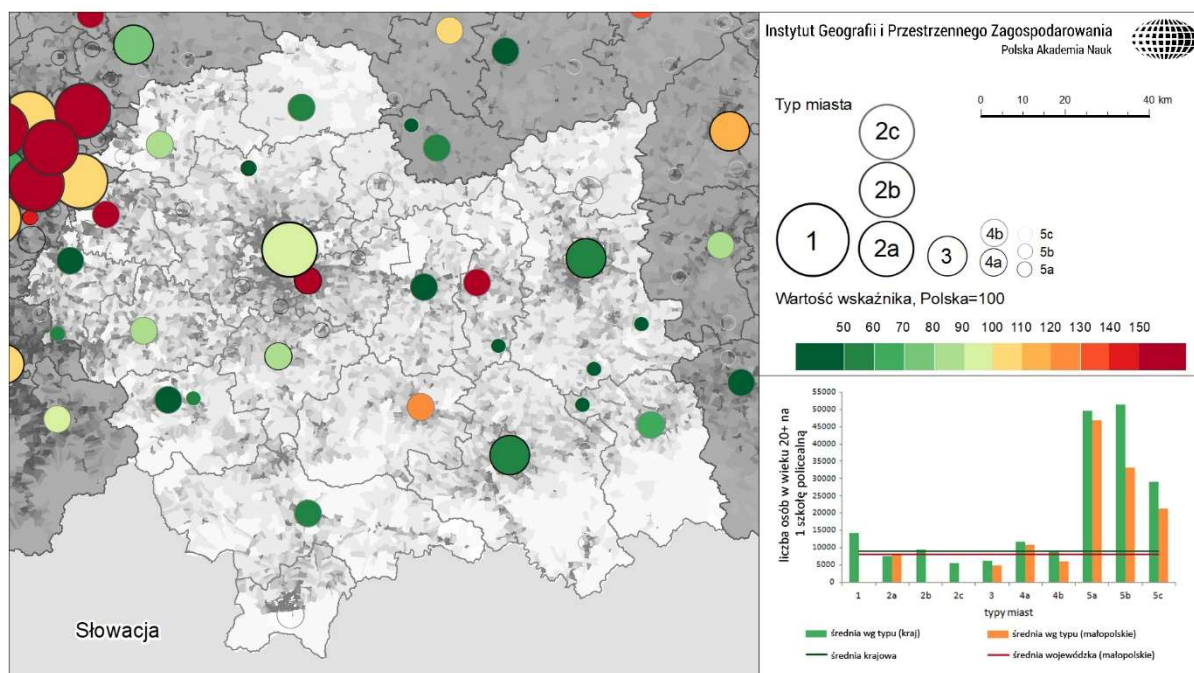 Instytut Geografii i Przestrzennego Zagospodarowania
Polska Akademia Nauk
Typ miasta
0 10 20 40 km
2c
2b
1
2a
3
4b
4a
5c
5b
5a
Wartość wskaźnika, Polska=100
50 60 70 80 90 100 110 120 130 140 150
Słowacja
liczba osób w wieku 20+ na
1 szkołę policealną
55000
50000
45000
40000
35000
30000
25000
20000
15000
10000
5000
0
1 2a 2b 2c 3 4a 4b 5a 5b 5c
typy miast
średnia wg typu (kraj)
średnia wg typu (małopolskie)
średnia krajowa
średnia wojewódzka (małopolskie)